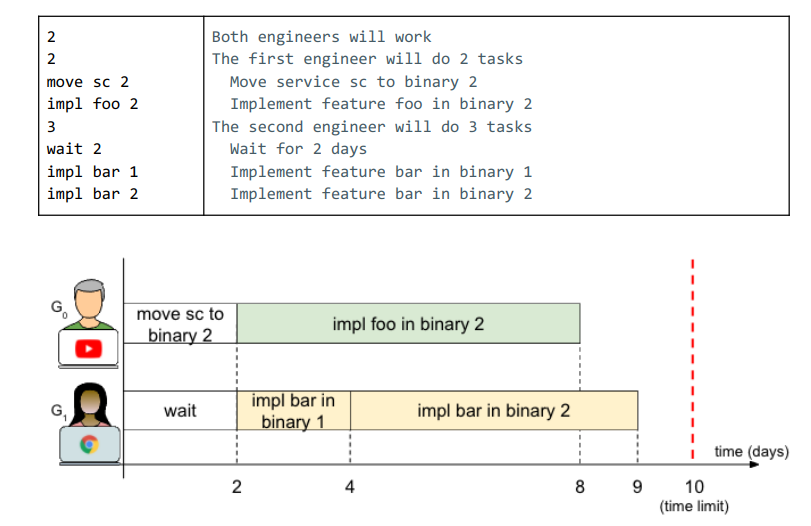 2 Both engineers will work
2 The first engineer will do 2 tasks
move sc 2 Move service sc to binary 2
impl foo 2 Implement feature foo in binary 2
3 The second engineer will do 3 tasks
wait 2 Wait for 2 days
impl bar 1 Implement feature bar in binary 1
impl bar 2 Implement feature bar in binary 2
G0
move sc to
binary 2
impl foo in binary 2
G1
wait
impl bar in
binary 1
impl bar in binary 2
time (days)
2 4 8 9 10
(time limit)